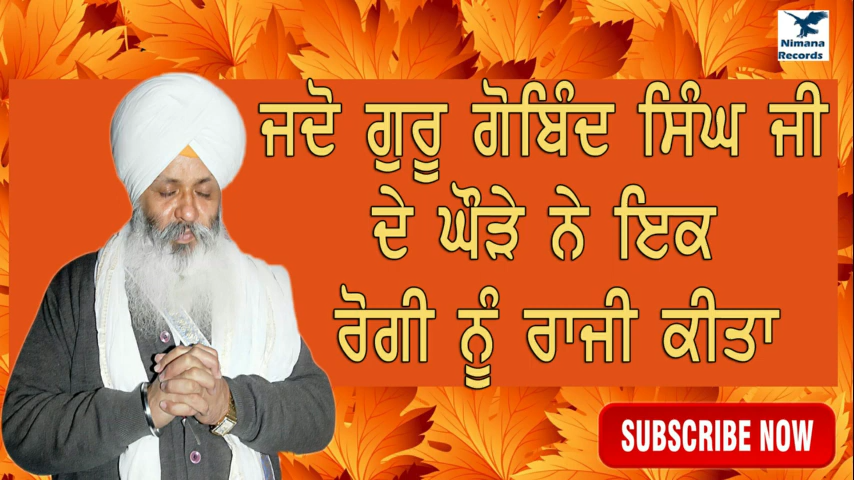 Nimana
Records
ਜਦੋ ਗੁਰੂ ਗੋਬਿੰਦ ਸਿੰਘ ਜੀ
ਦੇ ਘੌੜੇ ਨੇ ਇਕ
ਰੋਗੀ ਨੂੰ ਰਾਜੀ ਕੀਤਾ
SUBSCRIBE NOW